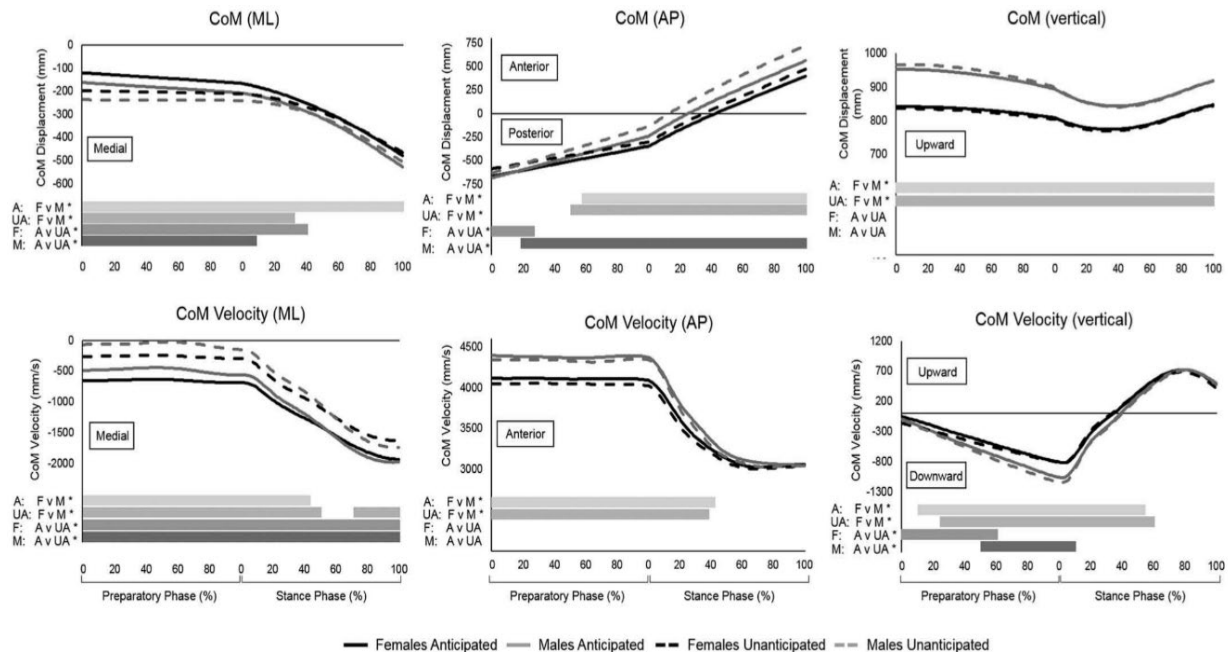 CoM (ML)
0
-100
-200
-300
-400
-500
-600
CoM Displacment (mm)
Medial
A: F v M *
UA: F v M *
F: A v UA *
M: A v UA *
0 20 40 60 80 0 20 40 60 80 100
CoM (AP)
750
500
250
0
-250
-500
-750
CoM Displacement (mm)
Anterior
Posterior
A: F v M *
UA: F v M *
F: A v UA *
M: A v UA *
0 20 40 60 80 0 20 40 60 80 100
CoM (vertical)
1000
900
800
700
CoM Displacement
(mm)
Upward
A: F v M *
UA: F v M *
F: A v UA
M: A v UA
0 20 40 60 80 0 20 40 60 80 100
CoM Velocity (ML)
0
-500
-1000
-1500
-2000
CoM Velocity (mm/s)
Medial
A: F v M *
UA: F v M *
F: A v UA *
M: A v UA *
0 20 40 60 80 0 20 40 60 80 100
Preparatory Phase (%) Stance Phase (%)
CoM Velocity (AP)
4500
4000
3500
3000
CoM Velocity (mm/s)
Anterior
A: F v M *
UA: F v M *
F: A v UA
M: A v UA
0 20 40 60 80 0 20 40 60 80 100
Preparatory Phase (%) Stance Phase (%)
CoM Velocity (vertical)
1200
700
200
-300
-800
-1300
CoM Velocity (mm/s)
Upward
Downward
A: F v M *
UA: F v M *
F: A v UA *
M: A v UA *
0 20 40 60 80 0 20 40 60 80 100
Preparatory Phase (%) Stance Phase (%)
Females Anticipated Males Anticipated Females Unanticipated Males Unanticipated